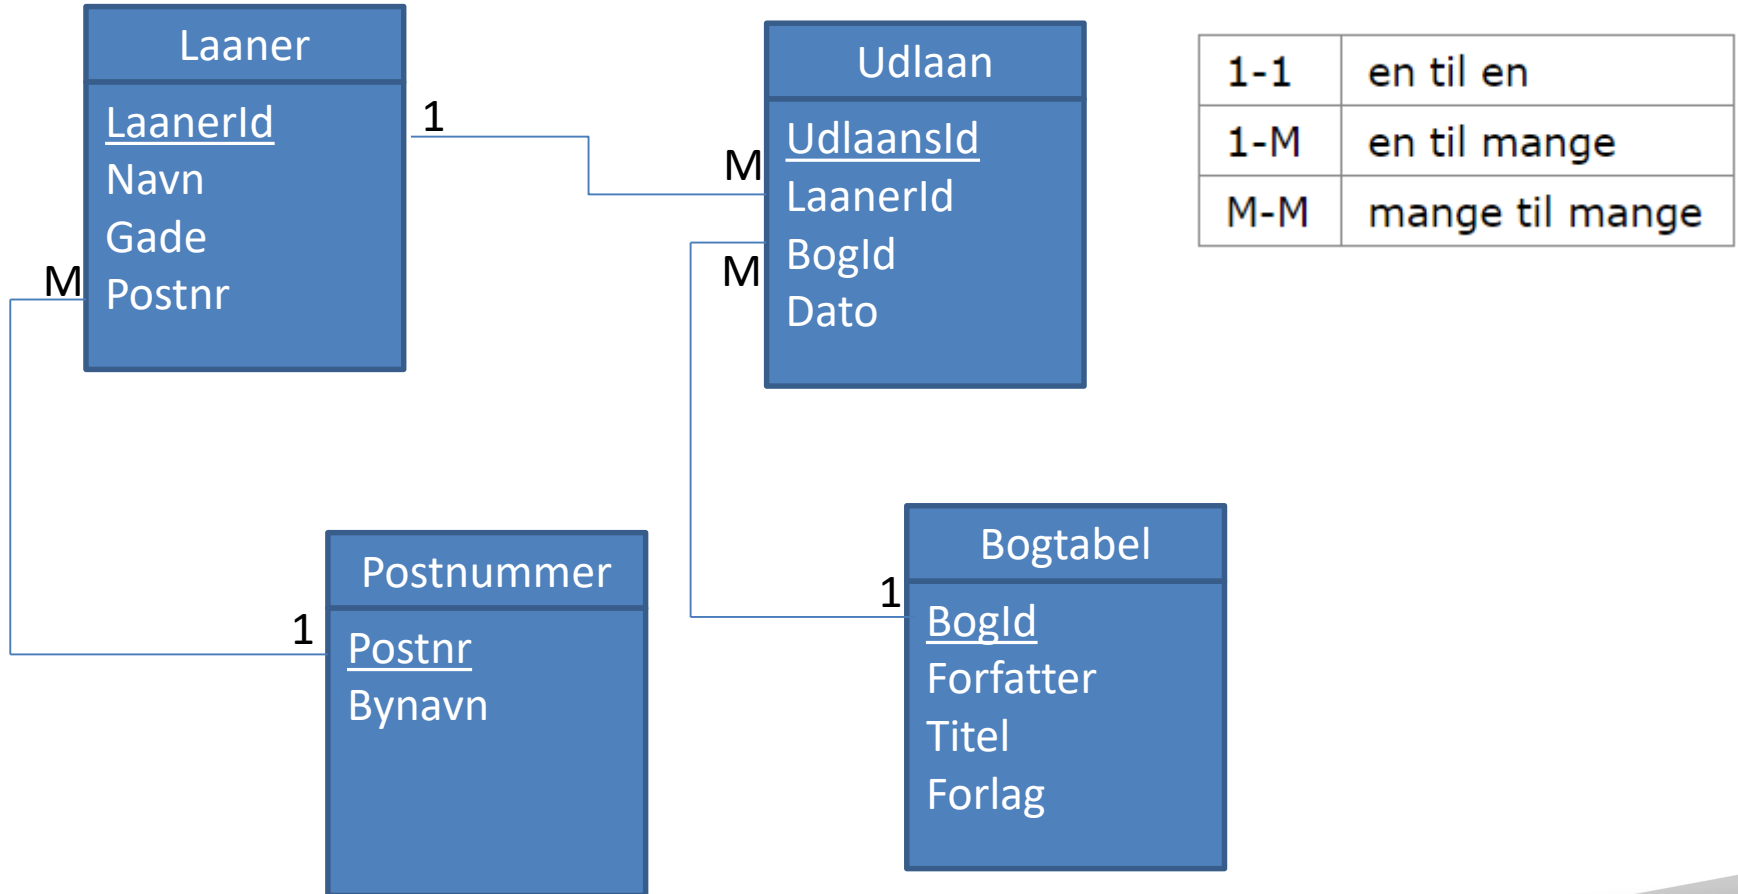 Laaner
LaanerId
Navn
Gade
Postnr
1
M
M
M
Udlaan
UdlaansId
LaanerId
BogId
Dato
1-1 en til en
1-M en til mange
M-M mange til mange
Postnummer
1
Postnr
Bynavn
Bogtabel
1
BogId
Forfatter
Titel
Forlag